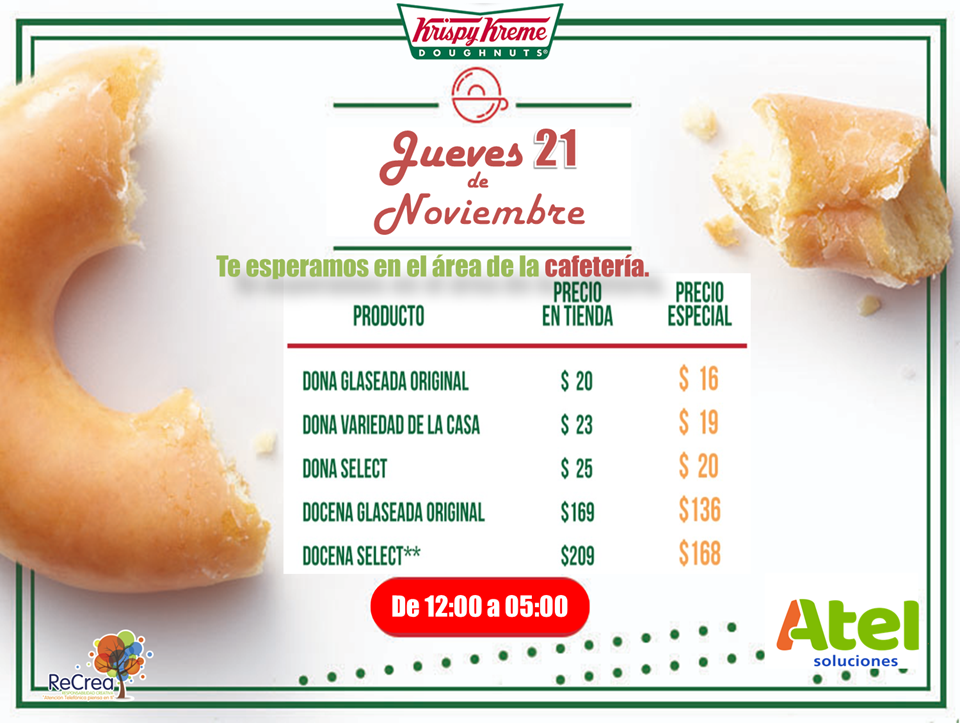 Krispy Kreme
DOUGHNUTS®
Jueves 21
de
Noviembre
Te esperamos en el área de la cafetería.
PRODUCTO PRECIO EN TIENDA PRECIO ESPECIAL
DONA GLASEADA ORIGINAL $ 20 $ 16
DONA VARIEDAD DE LA CASA $ 23 $ 19
DONA SELECT $ 25 $ 20
DOCENA GLASEADA ORIGINAL $169 $136
DOCENA SELECT** $209 $168
De 12:00 a 05:00
ReCrea
Atel
soluciones